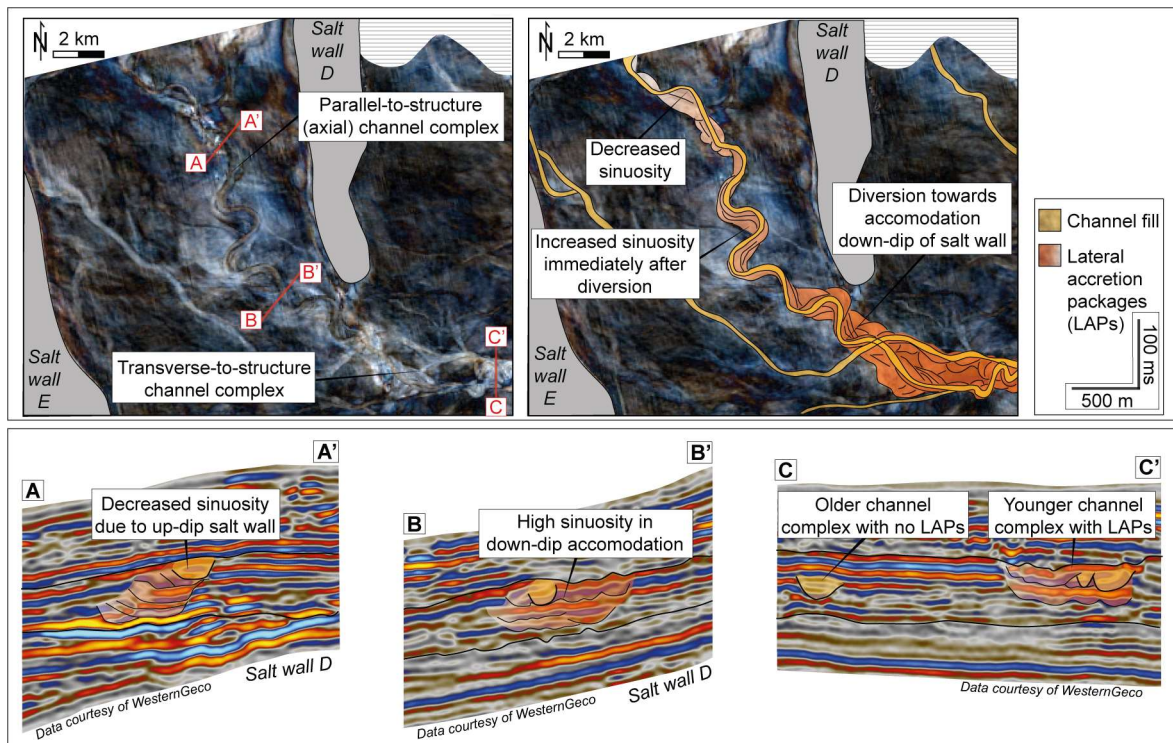 N
2 km
Salt
wall
D
Parallel-to-structure
(axial) channel complex
A'
A
B'
B
C'
C
Transverse-to-structure
channel complex
Salt
wall
E
N
2 km
Salt
wall
D
Decreased
sinuosity
Diversion towards
accomodation
down-dip of salt wall
Increased sinuosity
immediately after
diversion
Salt
wall
E
Channel fill
Lateral
accretion
packages
(LAPs)
100 ms
500 m
A
A'
Decreased sinuosity
due to up-dip salt wall
Salt wall D
Data courtesy of WesternGeco
B
B'
High sinuosity in
down-dip accomodation
Salt wall D
Data courtesy of WesternGeco
C
C'
Older channel
complex with no LAPs
Younger channel
complex with LAPs
Data courtesy of WesternGeco